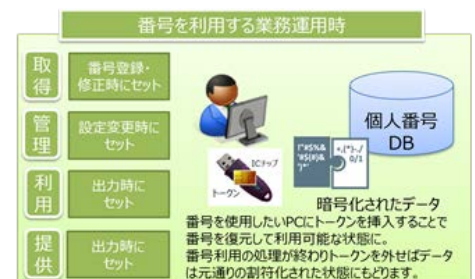 番号を利用する業務運用時
取得
番号登録・
修正時にセット
管理
設定変更時に
セット
利用
出力時に
セット
提供
出力時に
セット
ICチップ
トークン
!"#$%&
'#$(#)&
)"'
+,(*)-./
0/1
個人番号
DB
暗号化されたデータ
番号を使用したいPCにトークンを挿入することで
番号を復元して利用可能な状態に。
番号利用の処理が終わりトークンを外せばデータ
は元通りの割符化された状態にもどります。